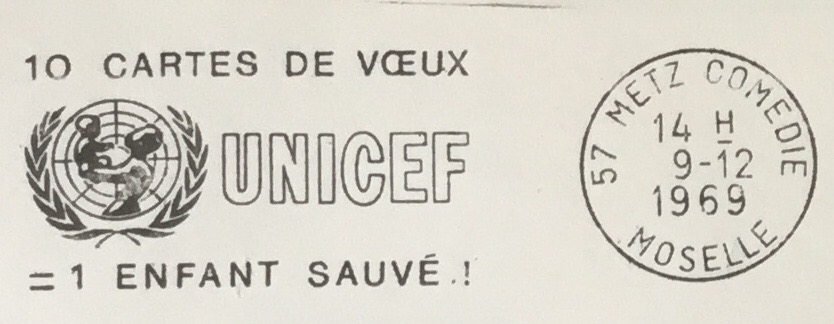 10 CARTES DE VŒUX
UNICEF
= 1 ENFANT SAUVÉ.!
57 METZ COMEDIE
14 H
9-12
1969
MOSELLE